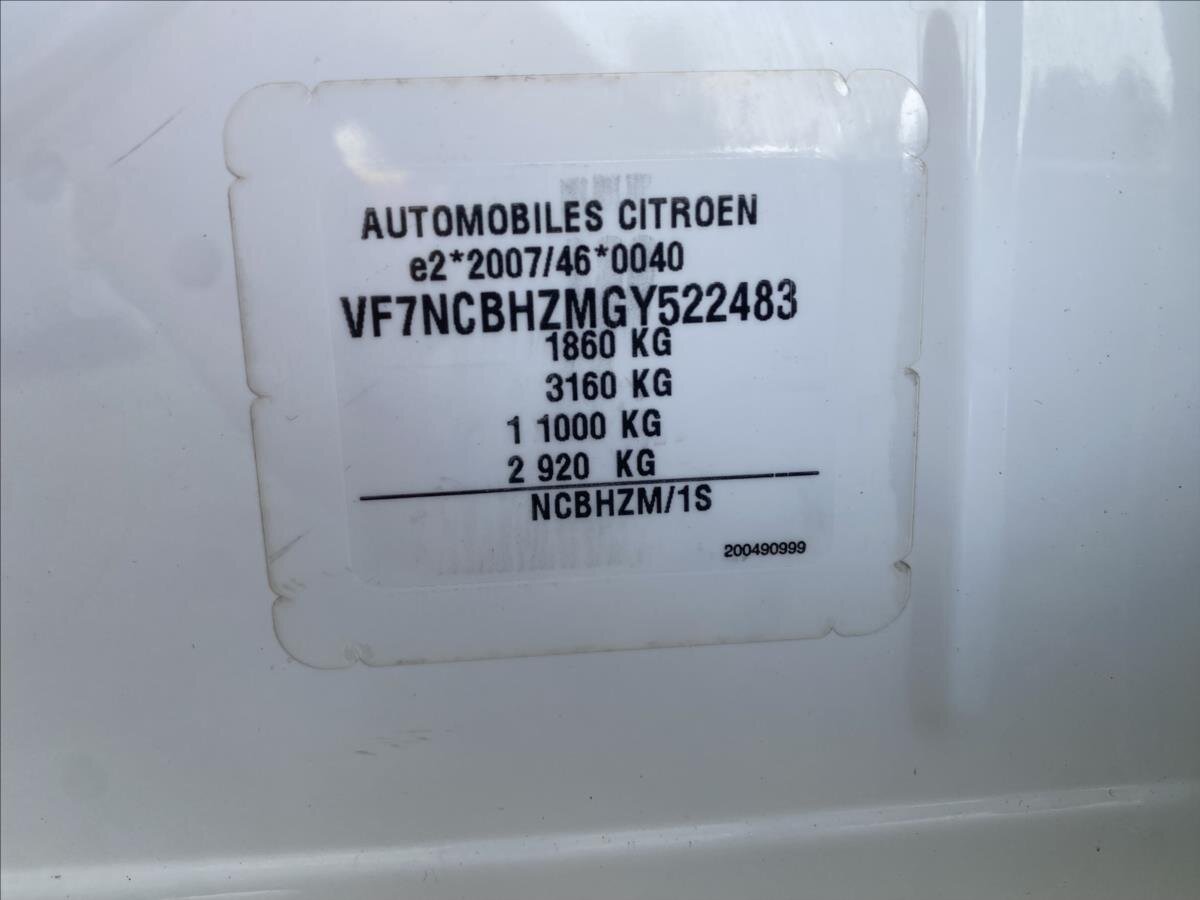 AUTOMOBILES CITROEN
e2*2007/46*0040
VF7NCBHZMGY522483
1860 KG
3160 KG
1 1000 KG
2 920 KG
NCBHZM/1S
200490999